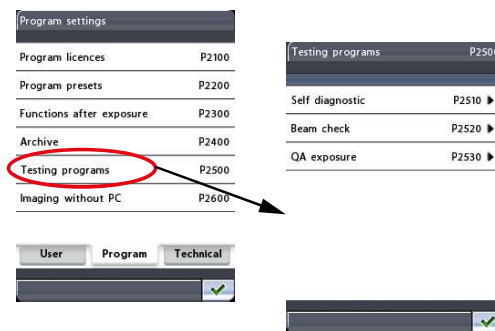 Program settings
Program licences P2100
Program presets P2200
Functions after exposure P2300
Archive P2400
Testing programs P2500
Imaging without PC P2600
User Program Technical
Testing programs P2500
Self diagnostic P2510
Beam check P2520
QA exposure P2530